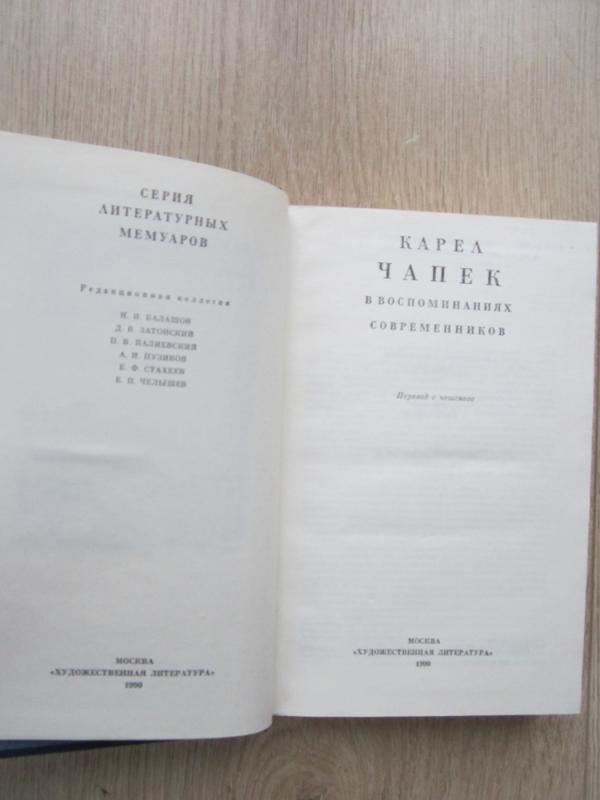 СЕРИЯ
ЛИТЕРАТУРНЫХ
МЕМУАРОВ
Редакционная коллегия
Н. И. БАЛАШОВ
Д. В. ЗАТОНСКИЙ
П. В. ПАЛИЕВСКИЙ
А. И. ПУЗИКОВ
Е. Ф. СТАХЕЕВ
Е. П. ЧЕЛЫШЕВ
МОСКВА
«ХУДОЖЕСТВЕННАЯ ЛИТЕРАТУРА»
1990
КАРЕЛ
ЧАПЕК
В ВОСПОМИНАНИЯХ
СОВРЕМЕННИКОВ
Перевод с чешского
МОСКВА
«ХУДОЖЕСТВЕННАЯ ЛИТЕРАТУРА»
1990